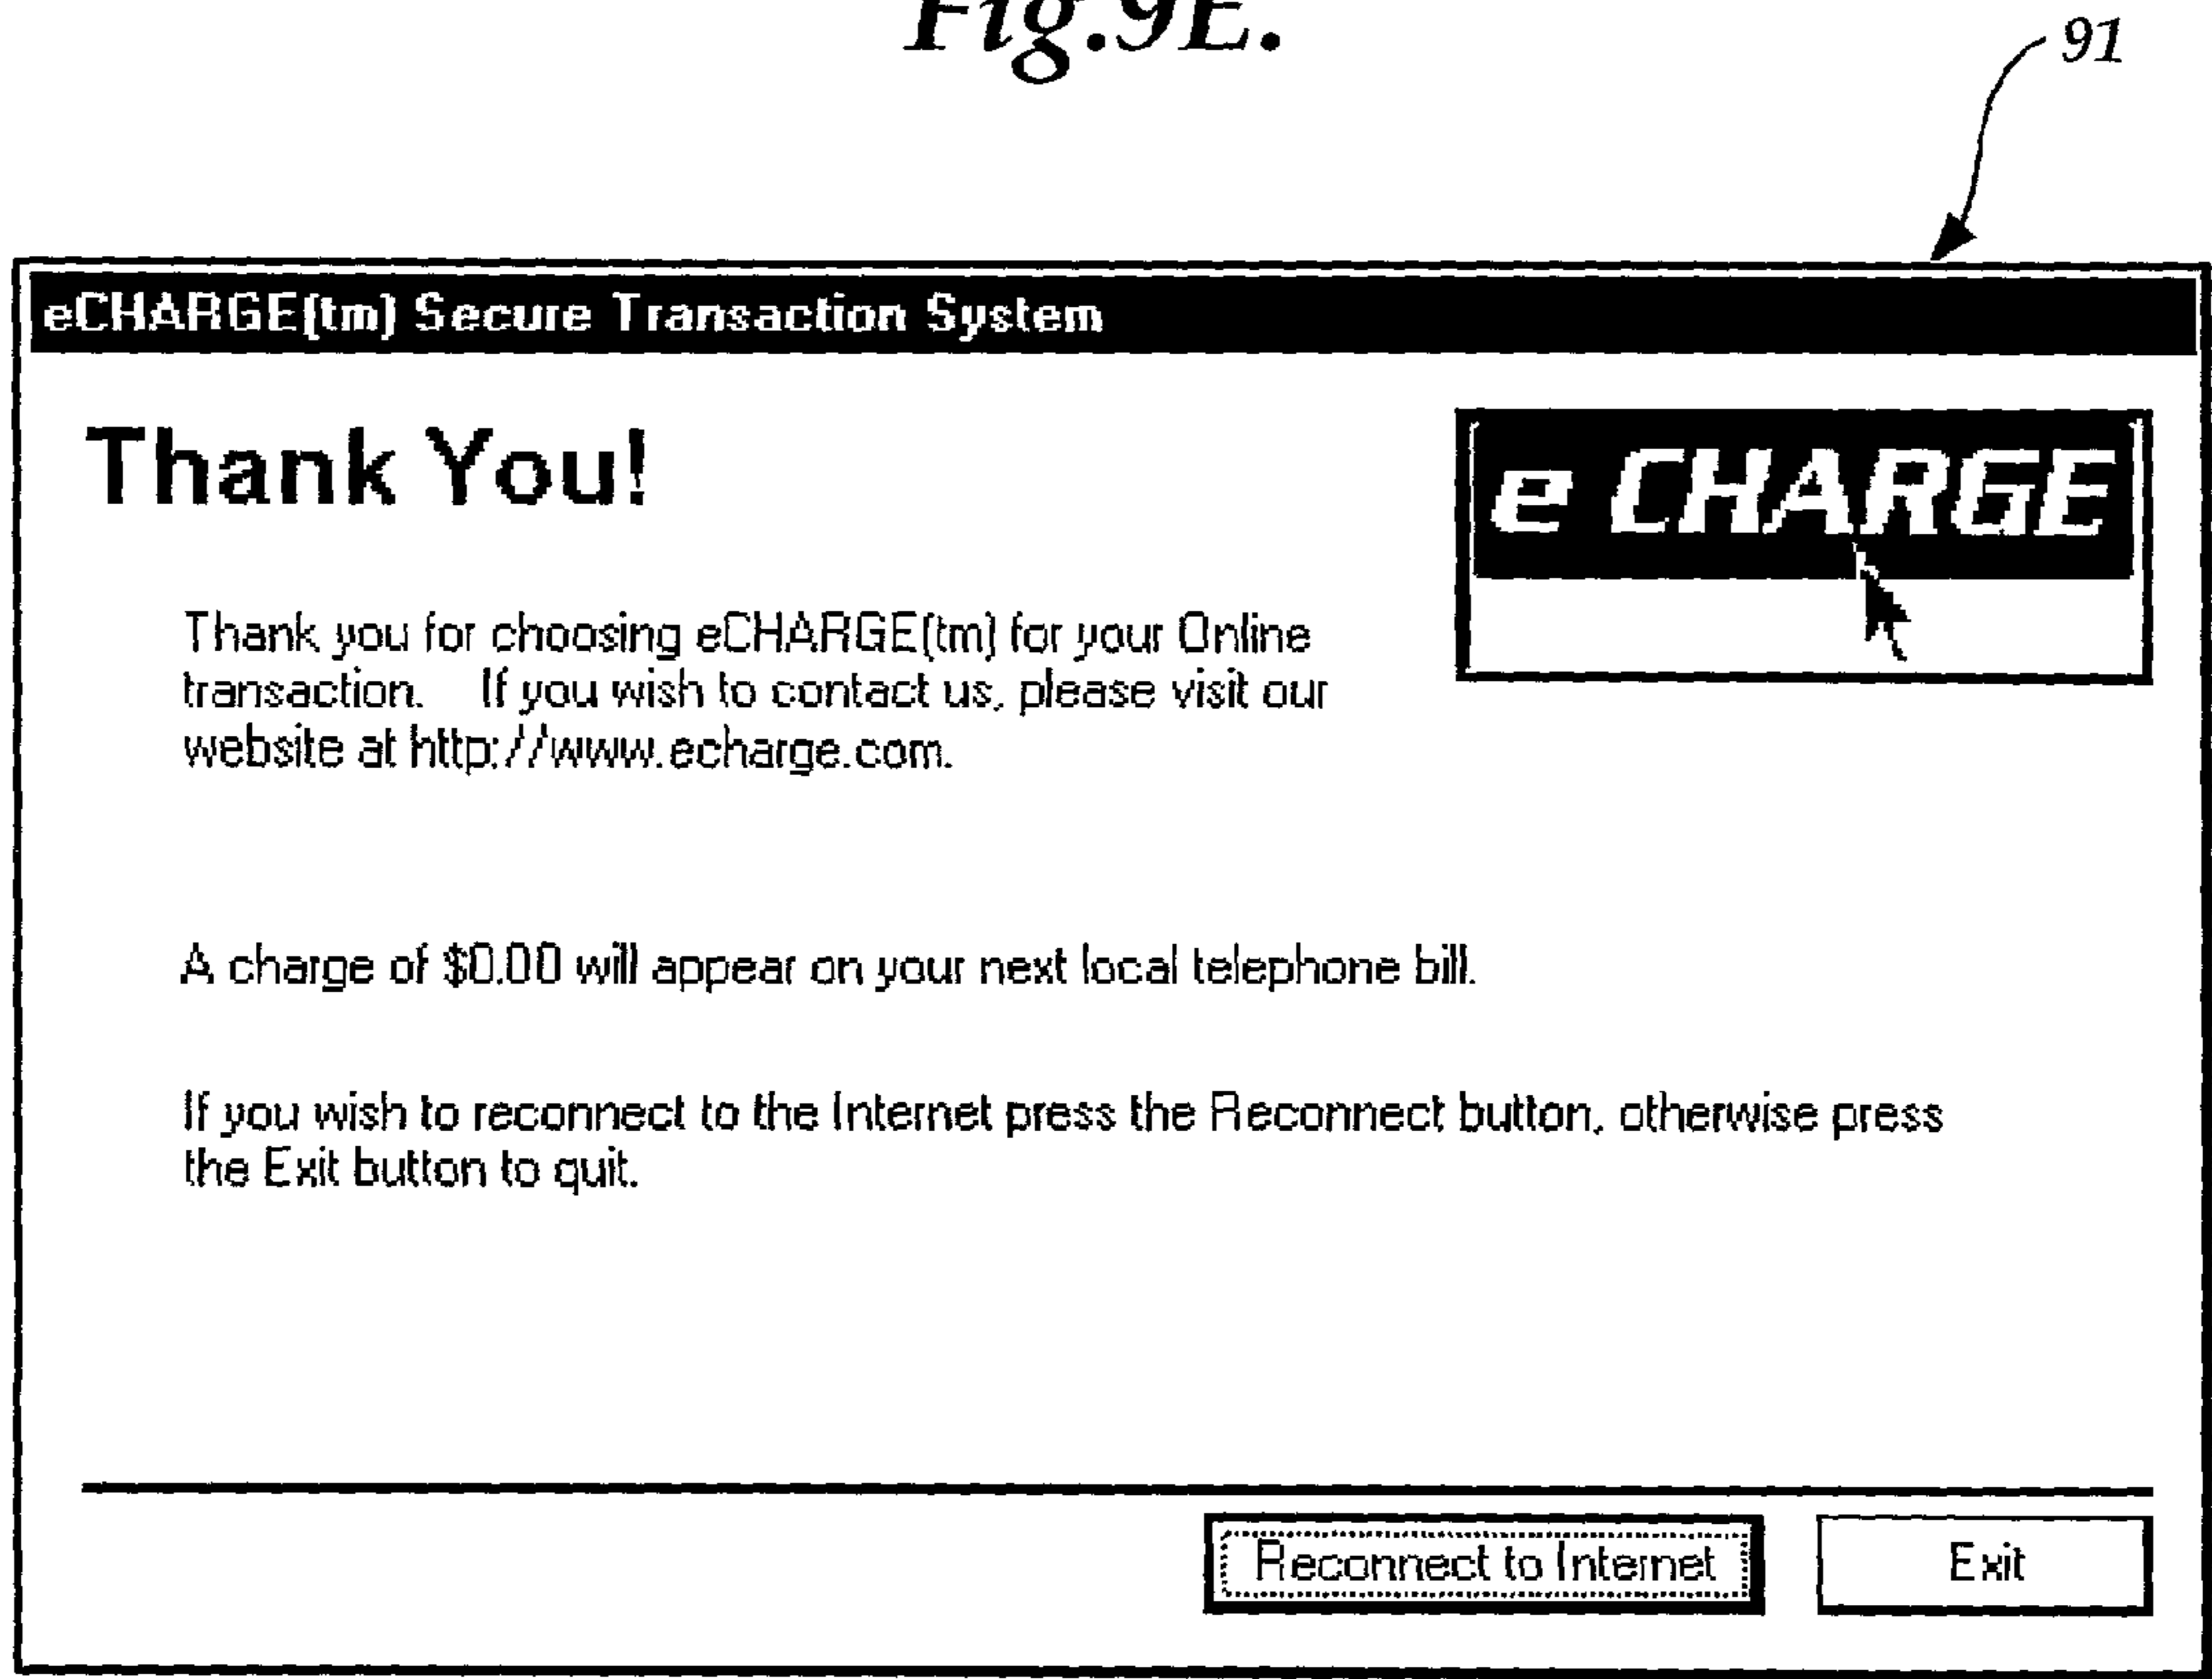 Fig.9E.
91
eCHARGE(tm) Secure Transaction System
Thank You!
e CHARGE
Thank you for choosing eCHARGE(tm) for your Online
transaction. If you wish to contact us, please visit our
website at http://www.echarge.com.
A charge of $0.00 will appear on your next local telephone bill.
If you wish to reconnect to the Internet press the Reconnect button, otherwise press
the Exit button to quit.
Reconnect to Internet
Exit